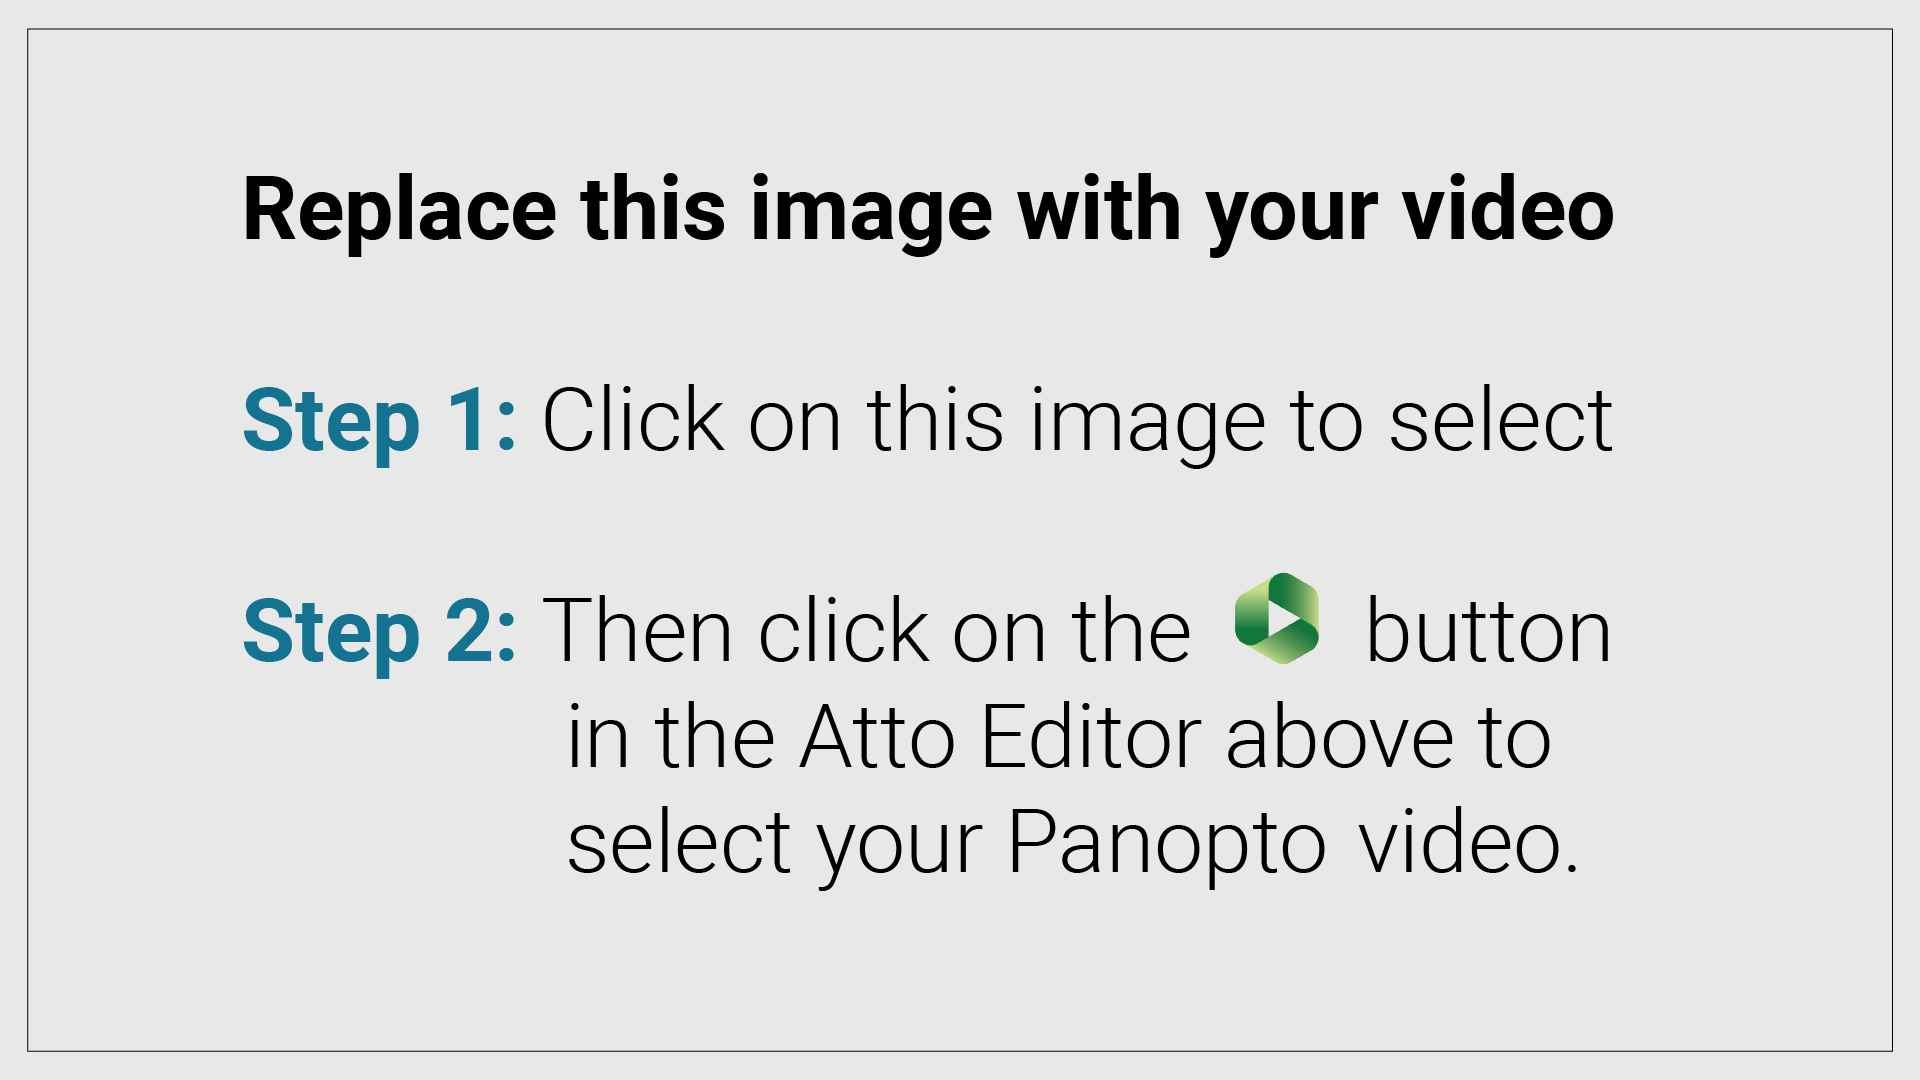 Replace this image with your video
Step 1: Click on this image to select
Step 2: Then click on the button
in the Atto Editor above to
select your Panopto video.